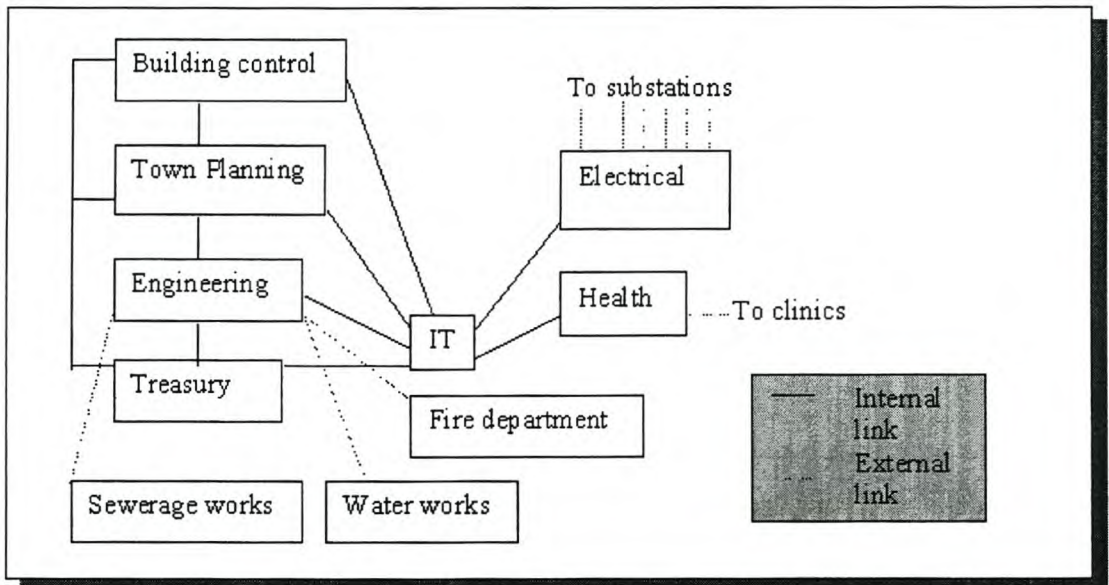 Building control
To substations
Town Planning
Electrical
Engineering
Health
To clinics
IT
Treasury
Fire department
Internal
link
External
link
Sewerage works
Water works